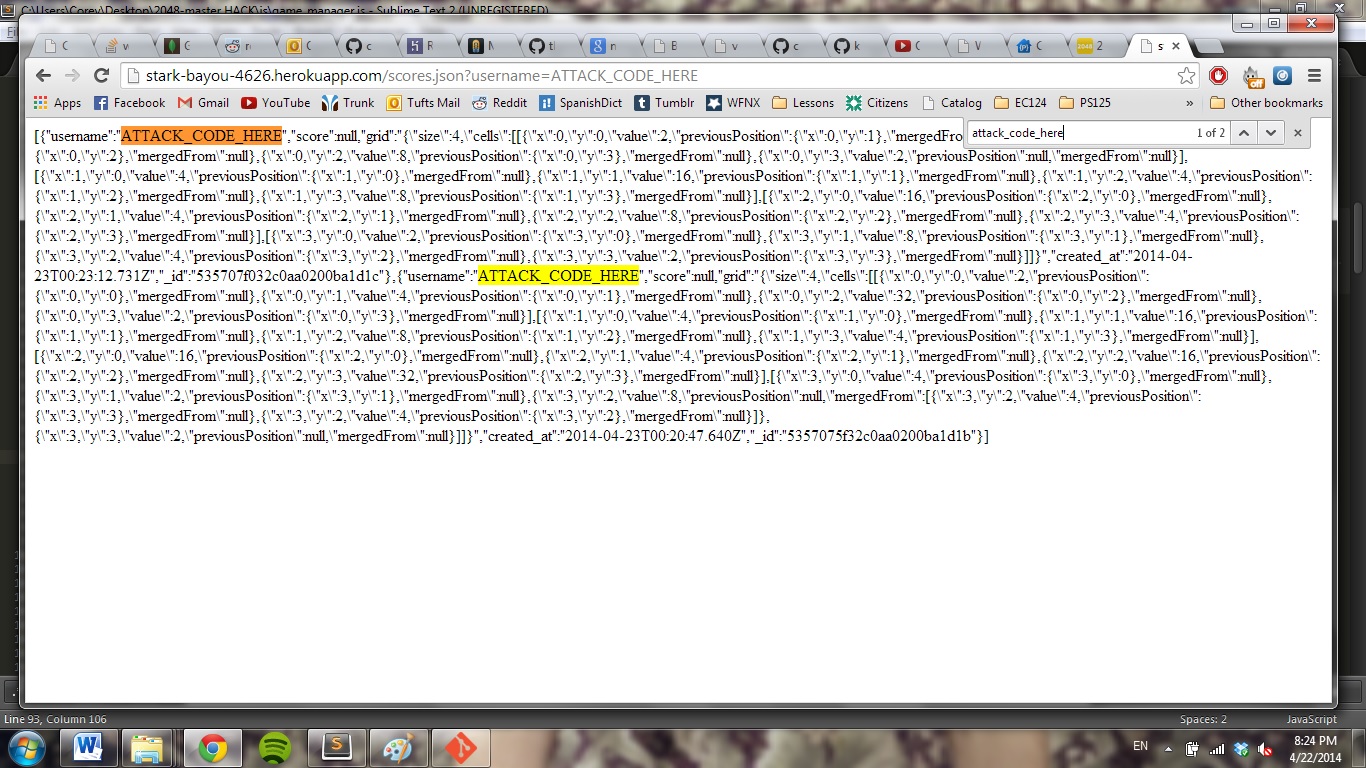 C:\Users\Corey\Desktop\2048-master HACK\js\game_manager.js - Sublime Text 2 (UNREGISTERED)
stark-bayou-4626.herokuapp.com/scores.json?username=ATTACK_CODE_HERE
Apps Facebook Gmail YouTube Trunk Tufts Mail Reddit SpanishDict Tumblr WFNX Lessons Citizens Catalog EC124 PS125 » Other bookmarks
attack_code_here 1 of 2
[{"username":"ATTACK_CODE_HERE","score":null,"grid":"{\"size\":4,\"cells\":[[{\"x\":0,\"y\":0,\"value\":2,\"previousPosition\":{\"x\":0,\"y\":1},\"mergedFro
{\"x\":0,\"y\":2},\"mergedFrom\":null},{\"x\":0,\"y\":2,\"value\":8,\"previousPosition\":{\"x\":0,\"y\":3},\"mergedFrom\":null},{\"x\":0,\"y\":3,\"value\":2,\"previousPosition\":null,\"mergedFrom\":null}],
[{\"x\":1,\"y\":0,\"value\":4,\"previousPosition\":{\"x\":1,\"y\":0},\"mergedFrom\":null},{\"x\":1,\"y\":1,\"value\":16,\"previousPosition\":{\"x\":1,\"y\":1},\"mergedFrom\":null},{\"x\":1,\"y\":2,\"value\":4,\"previousPosition\":
{\"x\":1,\"y\":2},\"mergedFrom\":null},{\"x\":1,\"y\":3,\"value\":8,\"previousPosition\":{\"x\":1,\"y\":3},\"mergedFrom\":null}],[{\"x\":2,\"y\":0,\"value\":16,\"previousPosition\":{\"x\":2,\"y\":0},\"mergedFrom\":null},
{\"x\":2,\"y\":1,\"value\":4,\"previousPosition\":{\"x\":2,\"y\":1},\"mergedFrom\":null},{\"x\":2,\"y\":2,\"value\":8,\"previousPosition\":{\"x\":2,\"y\":2},\"mergedFrom\":null},{\"x\":2,\"y\":3,\"value\":4,\"previousPosition\":
{\"x\":2,\"y\":3},\"mergedFrom\":null}],[{\"x\":3,\"y\":0,\"value\":2,\"previousPosition\":{\"x\":3,\"y\":0},\"mergedFrom\":null},{\"x\":3,\"y\":1,\"value\":8,\"previousPosition\":{\"x\":3,\"y\":1},\"mergedFrom\":null},
{\"x\":3,\"y\":2,\"value\":4,\"previousPosition\":{\"x\":3,\"y\":2},\"mergedFrom\":null},{\"x\":3,\"y\":3,\"value\":2,\"previousPosition\":{\"x\":3,\"y\":3},\"mergedFrom\":null}]]}","created_at":"2014-04-
23T00:23:12.731Z","_id":"535707f032c0aa0200ba1d1c"},{"username":"ATTACK_CODE_HERE","score":null,"grid":"{\"size\":4,\"cells\":[[{\"x\":0,\"y\":0,\"value\":2,\"previousPosition\":
{\"x\":0,\"y\":0},\"mergedFrom\":null},{\"x\":0,\"y\":1,\"value\":4,\"previousPosition\":{\"x\":0,\"y\":1},\"mergedFrom\":null},{\"x\":0,\"y\":2,\"value\":32,\"previousPosition\":{\"x\":0,\"y\":2},\"mergedFrom\":null},
{\"x\":0,\"y\":3,\"value\":2,\"previousPosition\":{\"x\":0,\"y\":3},\"mergedFrom\":null}],[{\"x\":1,\"y\":0,\"value\":4,\"previousPosition\":{\"x\":1,\"y\":0},\"mergedFrom\":null},{\"x\":1,\"y\":1,\"value\":16,\"previousPosition\":
{\"x\":1,\"y\":1},\"mergedFrom\":null},{\"x\":1,\"y\":2,\"value\":8,\"previousPosition\":{\"x\":1,\"y\":2},\"mergedFrom\":null},{\"x\":1,\"y\":3,\"value\":4,\"previousPosition\":{\"x\":1,\"y\":3},\"mergedFrom\":null}],
[{\"x\":2,\"y\":0,\"value\":16,\"previousPosition\":{\"x\":2,\"y\":0},\"mergedFrom\":null},{\"x\":2,\"y\":1,\"value\":4,\"previousPosition\":{\"x\":2,\"y\":1},\"mergedFrom\":null},{\"x\":2,\"y\":2,\"value\":16,\"previousPosition\":
{\"x\":2,\"y\":2},\"mergedFrom\":null},{\"x\":2,\"y\":3,\"value\":32,\"previousPosition\":{\"x\":2,\"y\":3},\"mergedFrom\":null}],[{\"x\":3,\"y\":0,\"value\":4,\"previousPosition\":{\"x\":3,\"y\":0},\"mergedFrom\":null},
{\"x\":3,\"y\":1,\"value\":2,\"previousPosition\":{\"x\":3,\"y\":1},\"mergedFrom\":null},{\"x\":3,\"y\":2,\"value\":8,\"previousPosition\":null,\"mergedFrom\":[{\"x\":3,\"y\":2,\"value\":4,\"previousPosition\":
{\"x\":3,\"y\":3},\"mergedFrom\":null},{\"x\":3,\"y\":2,\"value\":4,\"previousPosition\":{\"x\":3,\"y\":2},\"mergedFrom\":null}]},
{\"x\":3,\"y\":3,\"value\":2,\"previousPosition\":null,\"mergedFrom\":null}]]}","created_at":"2014-04-23T00:20:47.640Z","_id":"5357075f32c0aa0200ba1d1b"}]
Line 93, Column 106 Spaces: 2 JavaScript
EN 8:24 PM
4/22/2014